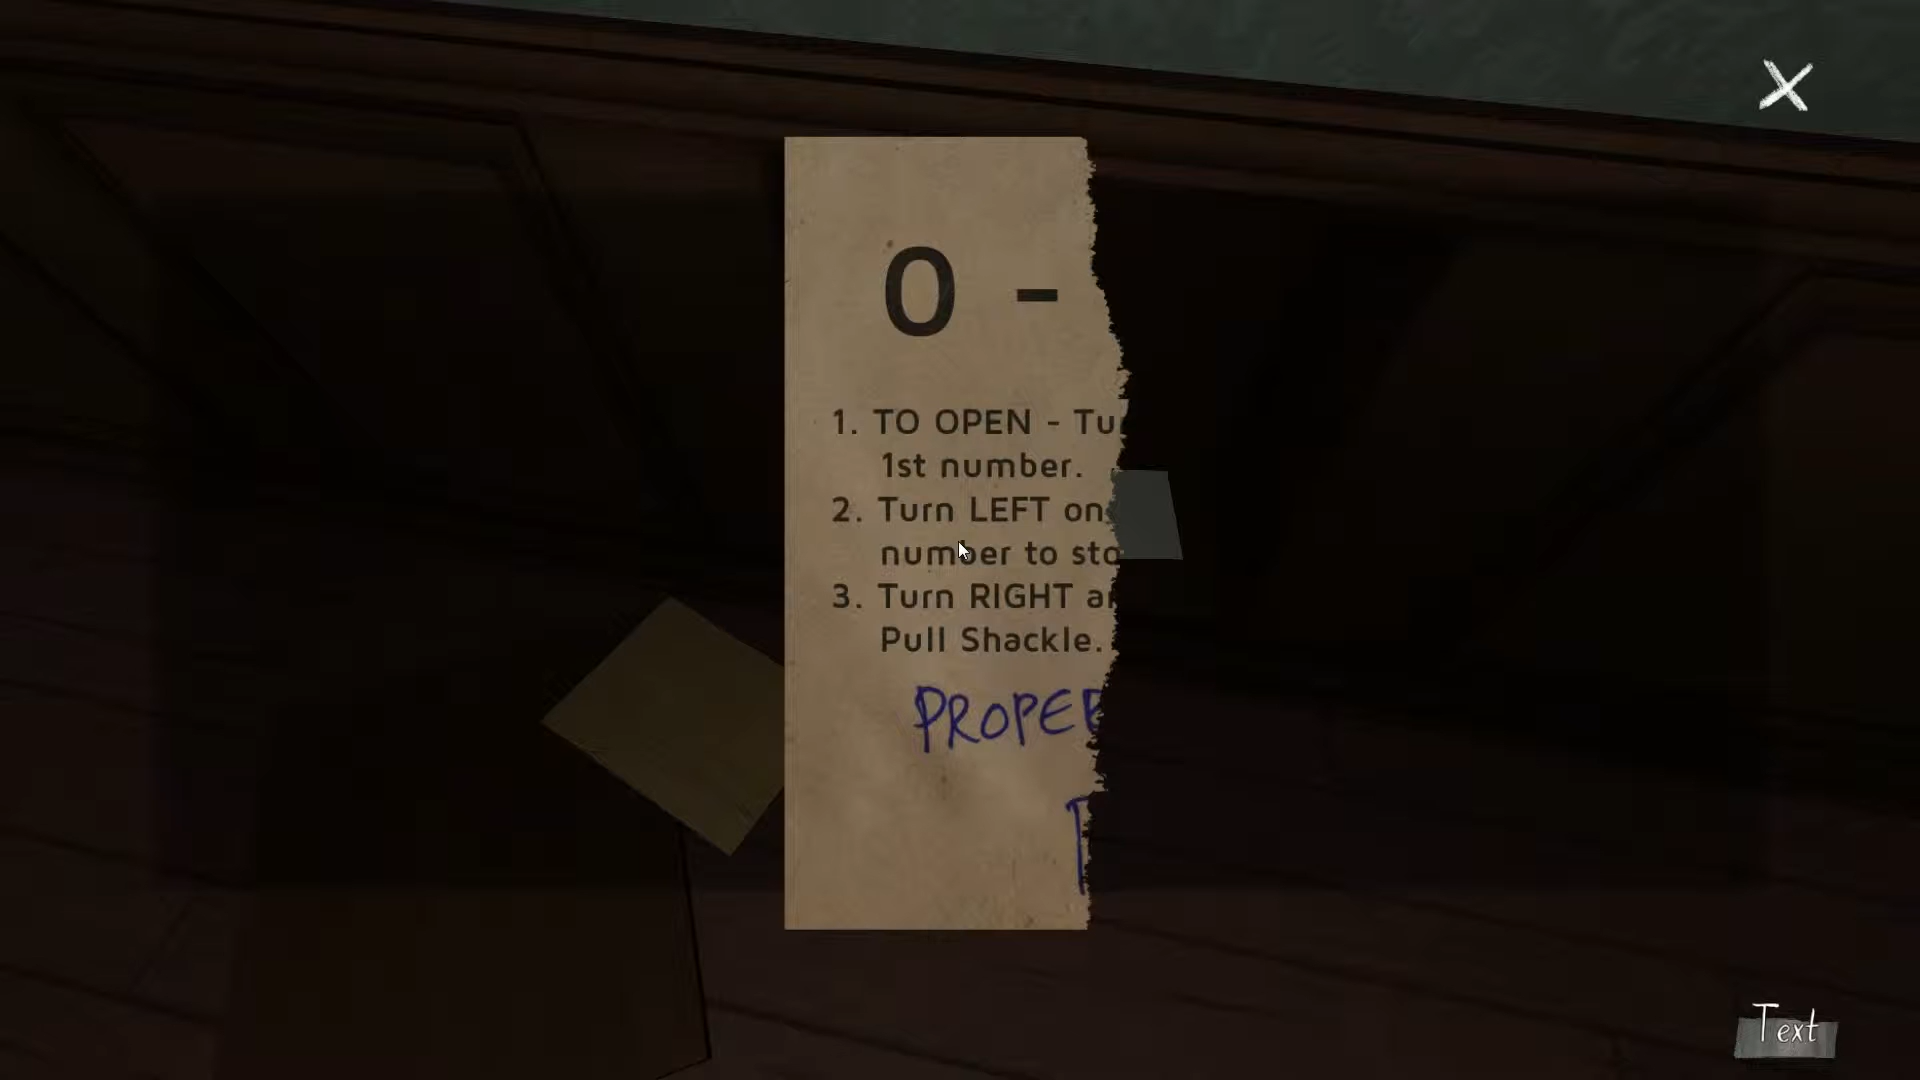 0 -
1. TO OPEN - Tu
1st number.
2. Turn LEFT on
number to sto
3. Turn RIGHT a
Pull Shackle.
PROPE
Text